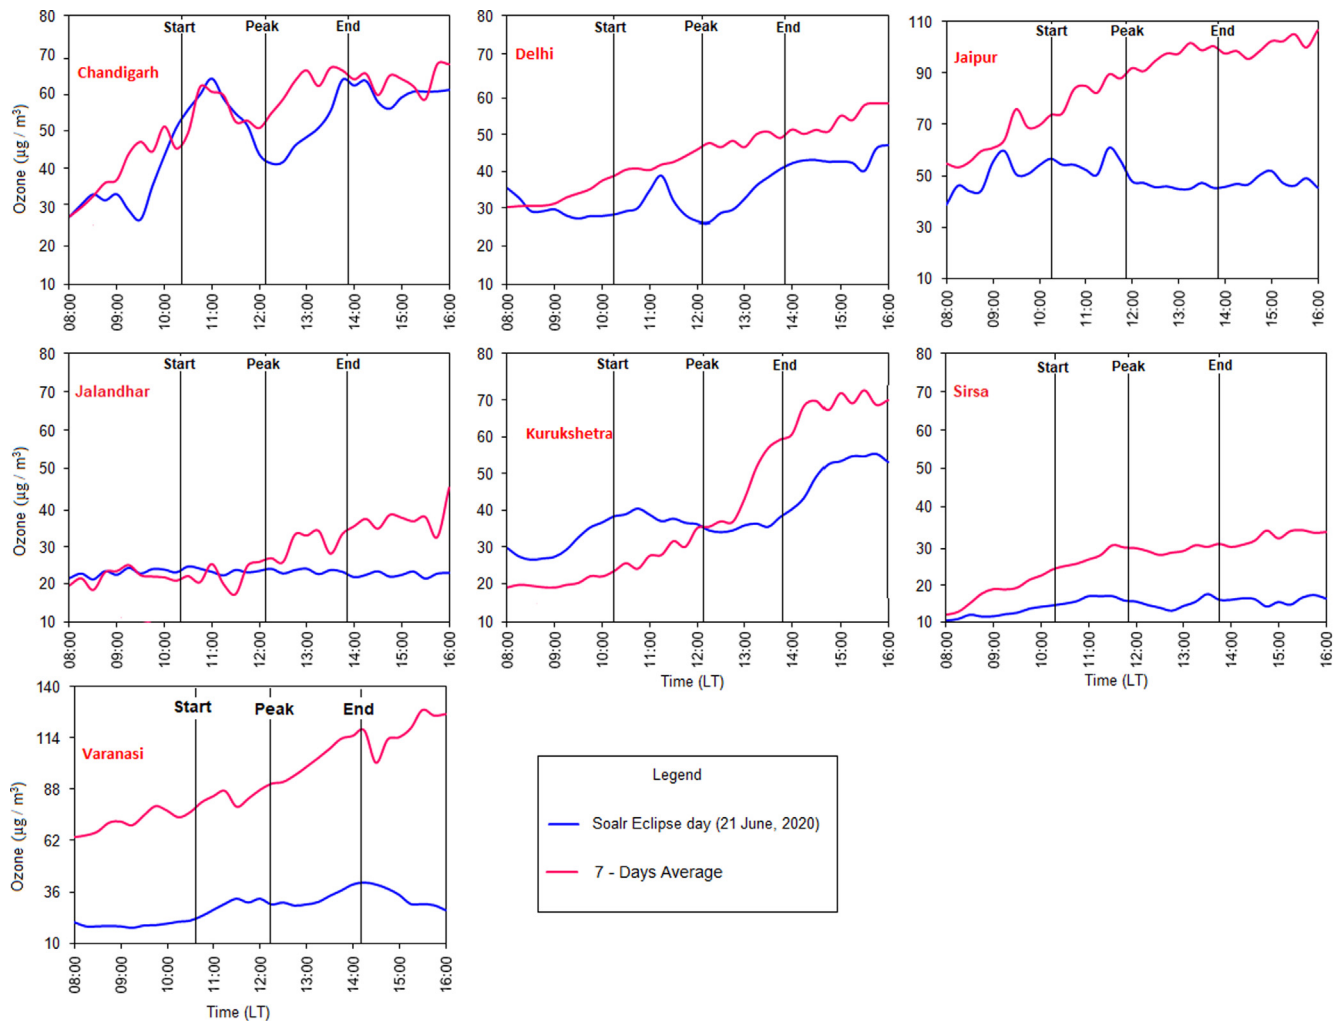 80 70 60 50 40 30 20 10
Ozone (µg / m³)
Chandigarh
Start Peak End
08:00 09:00 10:00 11:00 12:00 13:00 14:00 15:00 16:00
80 70 60 50 40 30 20 10
Delhi
Start Peak End
08:00 09:00 10:00 11:00 12:00 13:00 14:00 15:00 16:00
110 90 70 50 30 10
Jaipur
Start Peak End
08:00 09:00 10:00 11:00 12:00 13:00 14:00 15:00 16:00
80 70 60 50 40 30 20 10
Ozone (µg / m³)
Jalandhar
Start Peak End
08:00 09:00 10:00 11:00 12:00 13:00 14:00 15:00 16:00
80 70 60 50 40 30 20 10
Kurukshetra
Start Peak End
08:00 09:00 10:00 11:00 12:00 13:00 14:00 15:00 16:00
Time (LT)
80 70 60 50 40 30 20 10
Sirsa
Start Peak End
08:00 09:00 10:00 11:00 12:00 13:00 14:00 15:00 16:00
Time (LT)
140 114 88 62 36 10
Ozone (µg / m³)
Varanasi
Start Peak End
08:00 09:00 10:00 11:00 12:00 13:00 14:00 15:00 16:00
Time (LT)
Legend
Soalr Eclipse day (21 June, 2020)
7 - Days Average